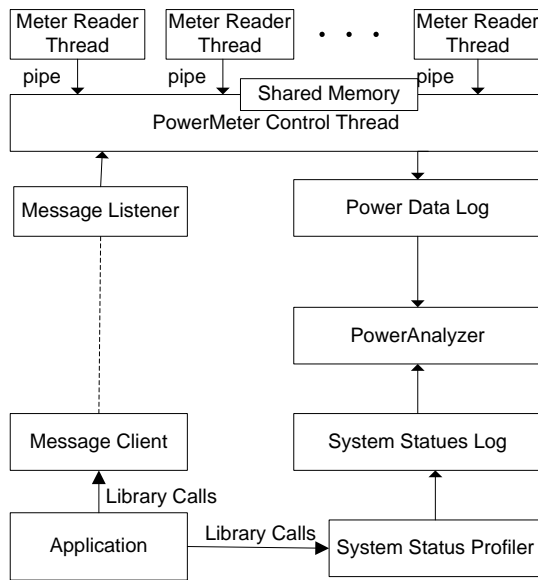 Meter Reader
Thread
Meter Reader
Thread
. . .
Meter Reader
Thread
pipe
pipe
pipe
Shared Memory
PowerMeter Control Thread
Message Listener
Power Data Log
PowerAnalyzer
Message Client
System Statues Log
Library Calls
Application
Library Calls
System Status Profiler